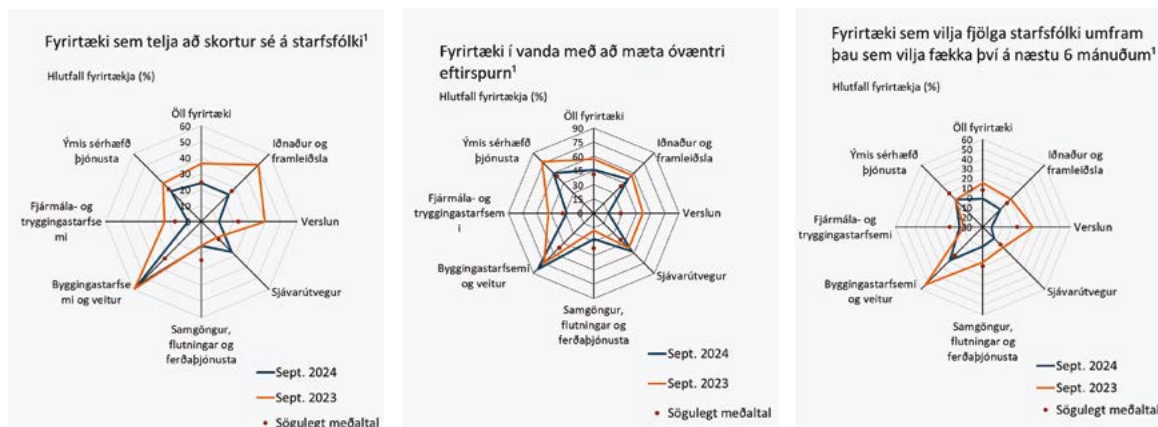 Fyrirtæki sem telja að skortur sé á starfsfólki¹
Hlutfall fyrirtækja (%)
Öll fyrirtæki
60
50
40
30
20
10
0
Iðnaður og
framleiðsla
Verslun
Sjávarútvegur
Samgöngur,
flutningar og
ferðaþjónusta
Byggingastarfse
mi og veitur
Fjármála- og
tryggingastarfse
mi
Ýmis sérhæfð
þjónusta
Sept. 2024
Sept. 2023
Sögulegt meðaltal
Fyrirtæki í vanda með að mæta óvæntri
eftirspurn¹
Hlutfall fyrirtækja (%)
Öll fyrirtæki
90
75
60
45
30
15
0
Iðnaður og
framleiðsla
Verslun
Sjávarútvegur
Samgöngur,
flutningar og
ferðaþjónusta
Byggingastarfsemi
og veitur
Fjármála- og
tryggingastarfsem
i
Ýmis sérhæfð
þjónusta
Sept. 2024
Sept. 2023
Sögulegt meðaltal
Fyrirtæki sem vilja fjölga starfsfólki umfram
þau sem vilja fækka því á næstu 6 mánuðum¹
Hlutfall fyrirtækja (%)
Öll fyrirtæki
60
50
40
30
20
10
0
10
20
30
Iðnaður og
framleiðsla
Verslun
Sjávarútvegur
Samgöngur,
flutningar og
ferðaþjónusta
Byggingastarfsemi
og veitur
Fjármála- og
tryggingastarfsemi
Ýmis sérhæfð
þjónusta
Sept. 2024
Sept. 2023
Sögulegt meðaltal